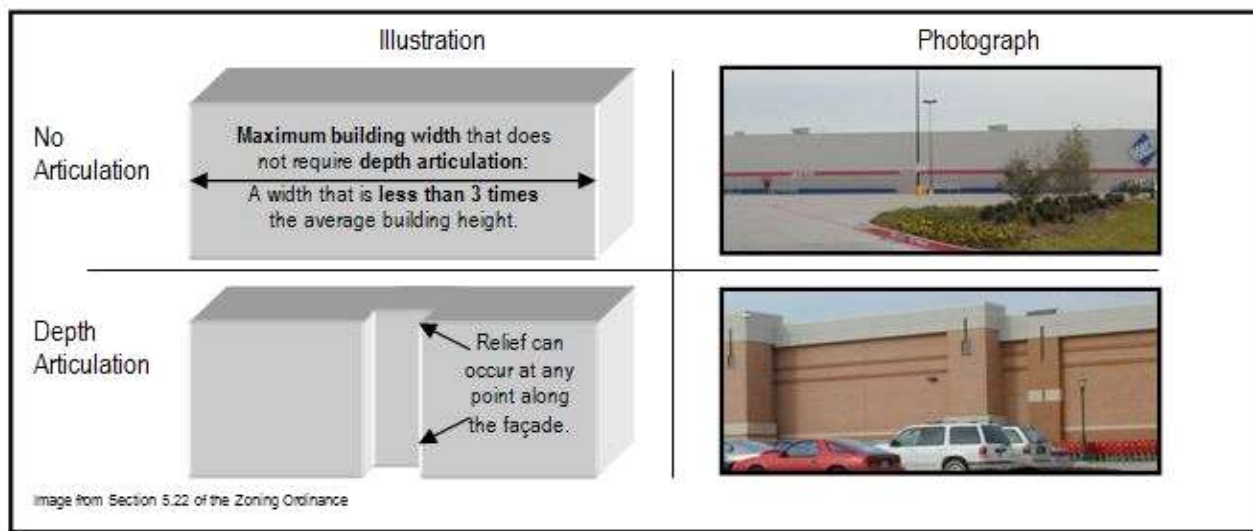 Illustration
Photograph
No
Articulation
Maximum building width that does
not require depth articulation:
A width that is less than 3 times
the average building height.
Depth
Articulation
Relief can
occur at any
point along
the façade.
Image from Section 5.22 of the Zoning Ordinance